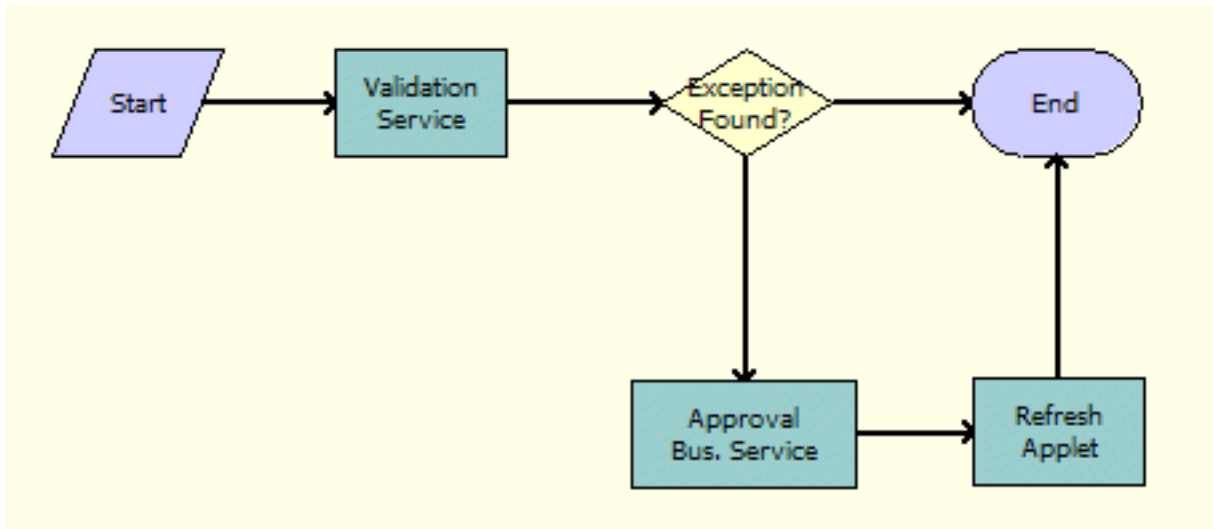 Start
Validation
Service
Exception
Found?
End
Approval
Bus. Service
Refresh
Applet